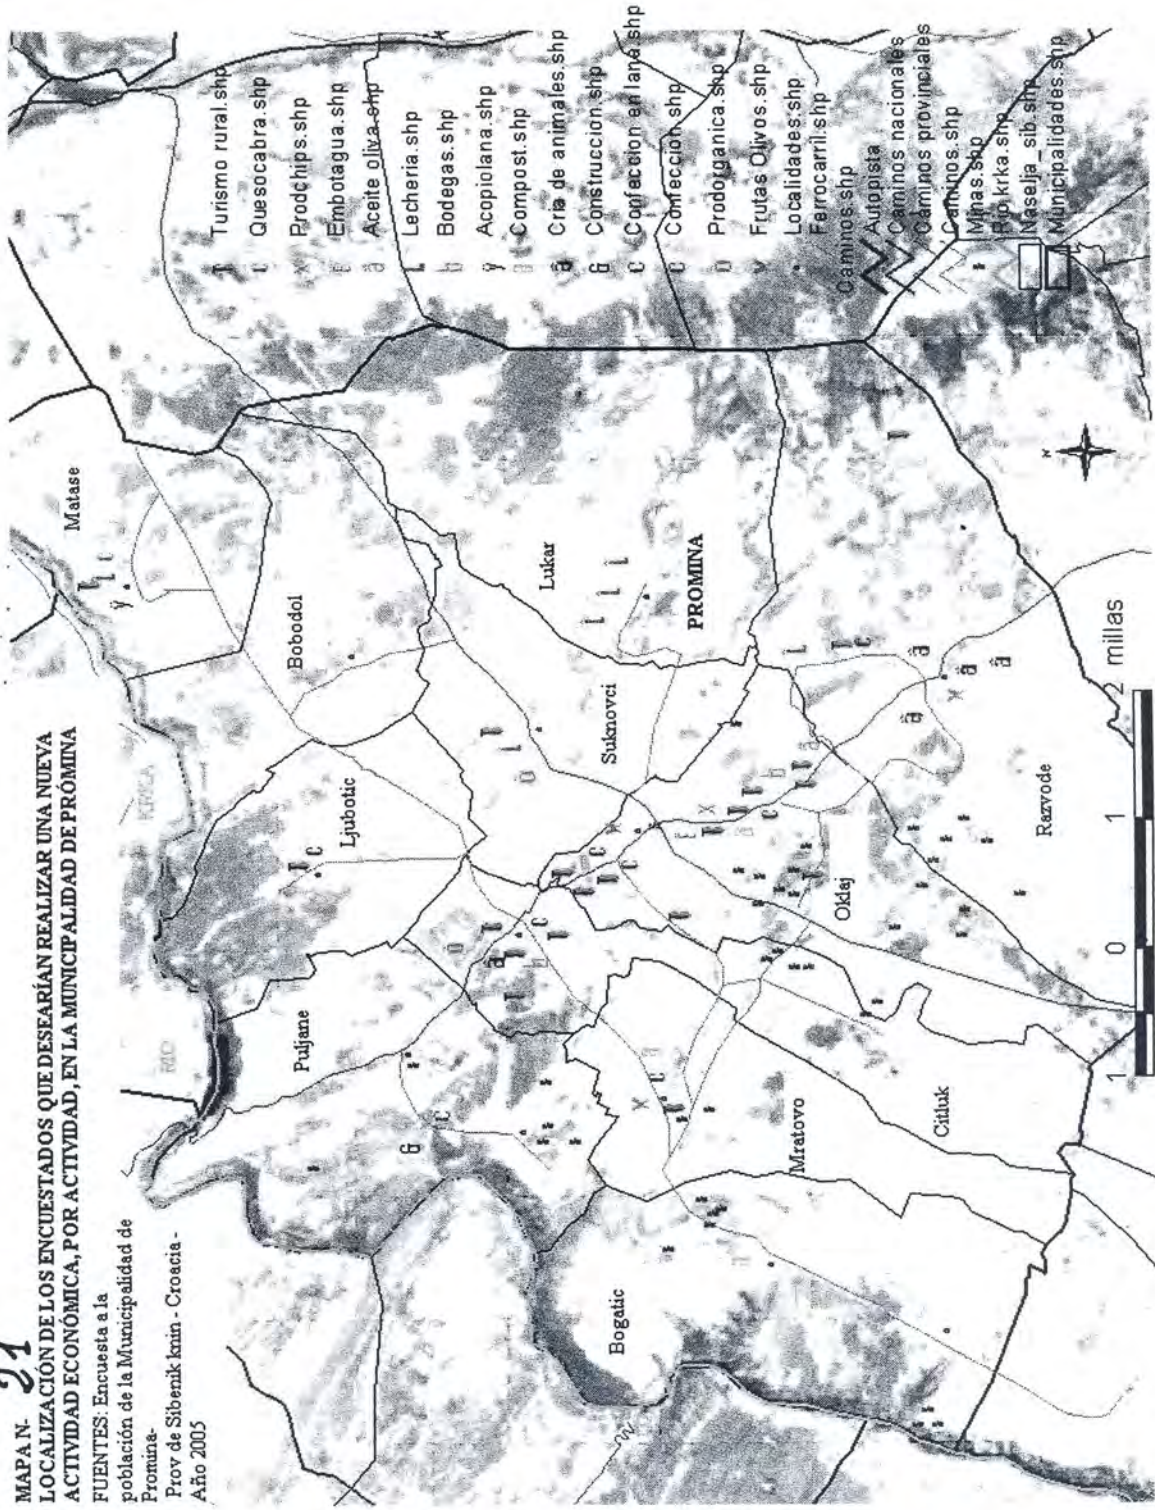 MAPA N- 21
LOCALIZACIÓN DE LOS ENCUESTADOS QUE DESEARÍAN REALIZAR UNA NUEVA
ACTIVIDAD ECONÓMICA, POR ACTIVIDAD, EN LA MUNICIPALIDAD DE PRÓMINA
FUENTES: Encuesta a la
población de la Municipalidad de
Promina-
Prov de Sibenik knin - Croacia -
Año 2005
RIO
KRKA
Matase
Bobodol
Ljubotic
Puljane
Lukar
Suknovci
PROMINA
Bogatic
Mratovo
Citluk
Oklaj
Razvode
Turismo rural.shp
Quesocabra.shp
Prodchips.shp
Embotagua.shp
Aceite oliva.shp
Lecheria.shp
Bodegas.shp
Acopiolana.shp
Compost.shp
Cria de animales.shp
Construccion.shp
Confeccion en lana.shp
Confeccion.shp
Prodorganica.shp
Frutas Olivos.shp
Localidades.shp
Ferrocarril.shp
Caminos.shp
Autopista
Caminos nacionales
Caminos provinciales
Caminos.shp
Minas.shp
Rio krka.shp
Naselja_sib.shp
Municipalidades.shp
N
1 0 1 2 millas